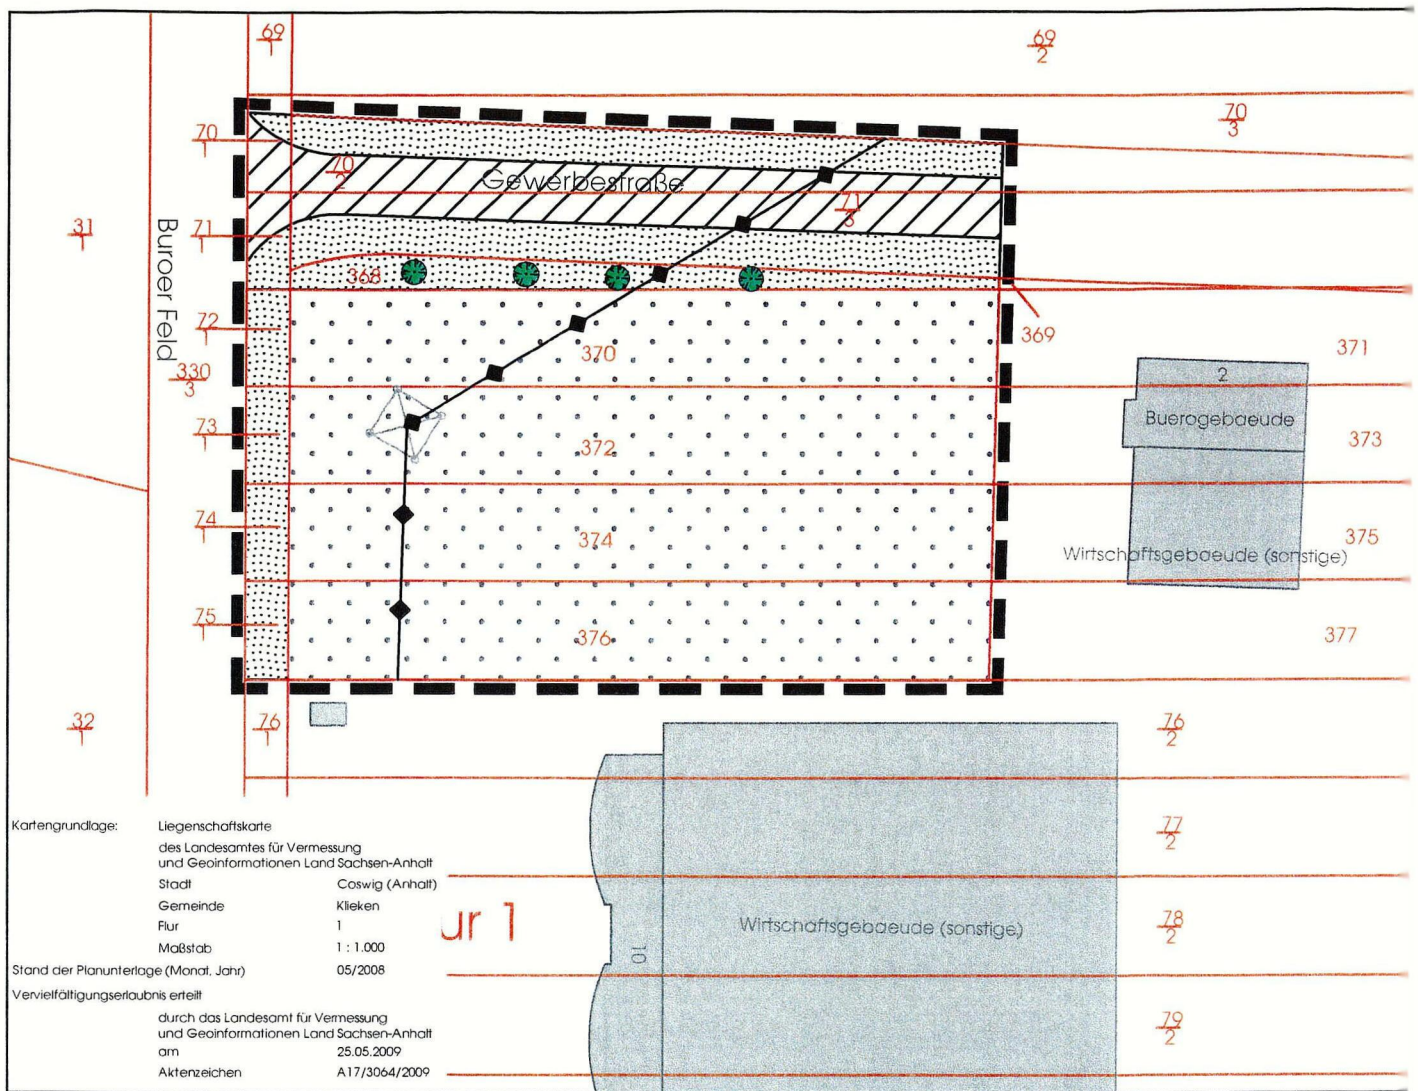 69
1
69
2
70
3
70
1
70
2
Gewerbestraße
71
3
31
1
71
1
Buroer Feld
368
72
1
369
370
371
330
3
2
Buerogebaeude
73
1
372
373
74
1
374
375
Wirtschaftsgebaeude (sonstige)
75
1
376
377
32
1
76
1
76
2
77
2
78
2
79
2
Wirtschaftsgebaeude (sonstige)
10
ur 1
Kartengrundlage: Liegenschaftskarte
des Landesamtes für Vermessung
und Geoinformationen Land Sachsen-Anhalt
Stadt Coswig (Anhalt)
Gemeinde Klieken
Flur 1
Maßstab 1 : 1.000
Stand der Planunterlage (Monat, Jahr) 05/2008
Vervielfältigungserlaubnis erteilt
durch das Landesamt für Vermessung
und Geoinformationen Land Sachsen-Anhalt
am 25.05.2009
Aktenzeichen A17/3064/2009